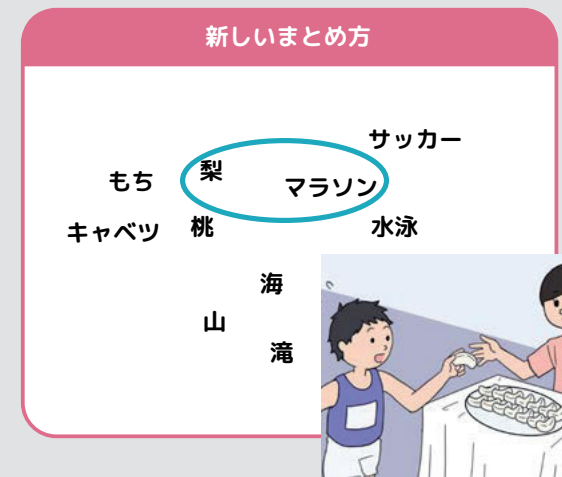 新しいまとめ方
サッカー
梨
もち
マラソン
キャベツ
桃
水泳
海
山
滝